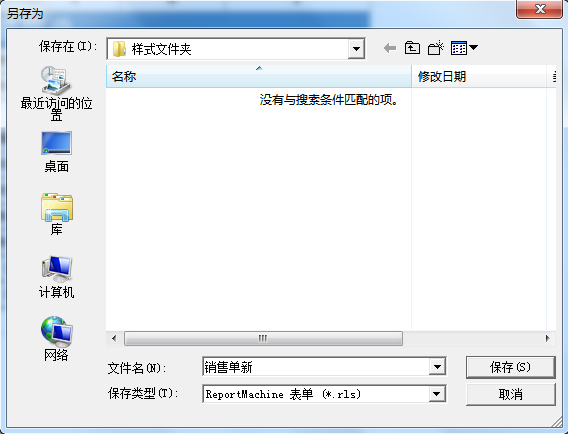 另存为
保存在(I):
样式文件夹
名称
修改日期
最近访问的位
置
没有与搜索条件匹配的项。
桌面
库
计算机
网络
文件名(N):
销售单新
保存(S)
保存类型(T):
ReportMachine 表单 (*.rls)
取消